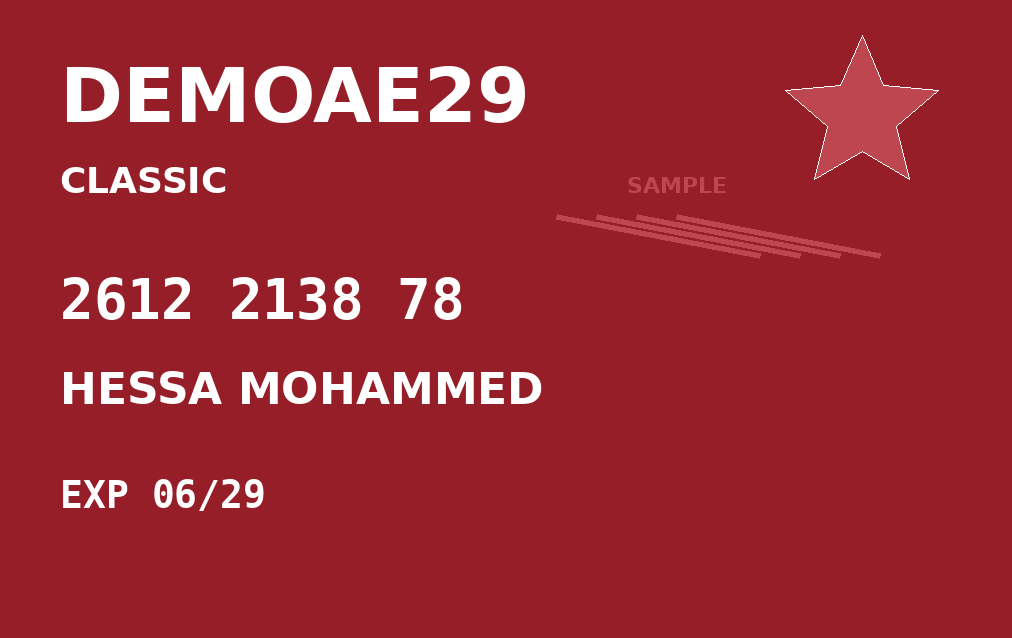 DEMOAE29
CLASSIC
SAMPLE
2612 2138 78
HESSA MOHAMMED
EXP 06/29